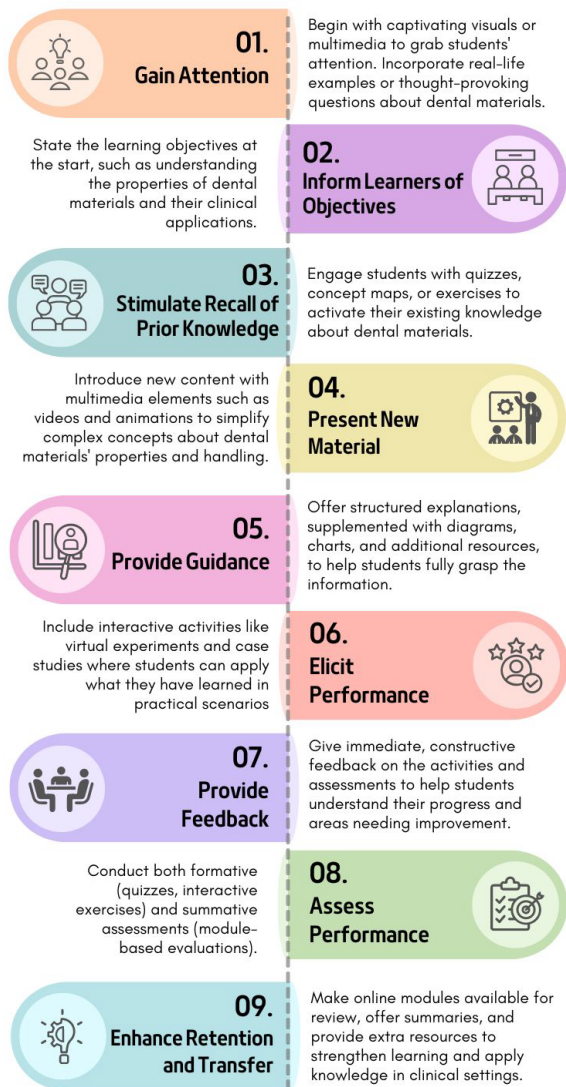 01.
Gain Attention
Begin with captivating visuals or
multimedia to grab students'
attention. Incorporate real-life
examples or thought-provoking
questions about dental materials.
02.
Inform Learners of
Objectives
State the learning objectives at
the start, such as understanding
the properties of dental
materials and their clinical
applications.
03.
Stimulate Recall of
Prior Knowledge
Engage students with quizzes,
concept maps, or exercises to
activate their existing knowledge
about dental materials.
04.
Present New
Material
Introduce new content with
multimedia elements such as
videos and animations to simplify
complex concepts about dental
materials' properties and handling.
05.
Provide Guidance
Offer structured explanations,
supplemented with diagrams,
charts, and additional resources,
to help students fully grasp the
information.
06.
Elicit
Performance
Include interactive activities like
virtual experiments and case
studies where students can apply
what they have learned in
practical scenarios
07.
Provide
Feedback
Give immediate, constructive
feedback on the activities and
assessments to help students
understand their progress and
areas needing improvement.
08.
Assess
Performance
Conduct both formative
(quizzes, interactive
exercises) and summative
assessments (module-
based evaluations).
09.
Enhance Retention
and Transfer
Make online modules available for
review, offer summaries, and
provide extra resources to
strengthen learning and apply
knowledge in clinical settings.